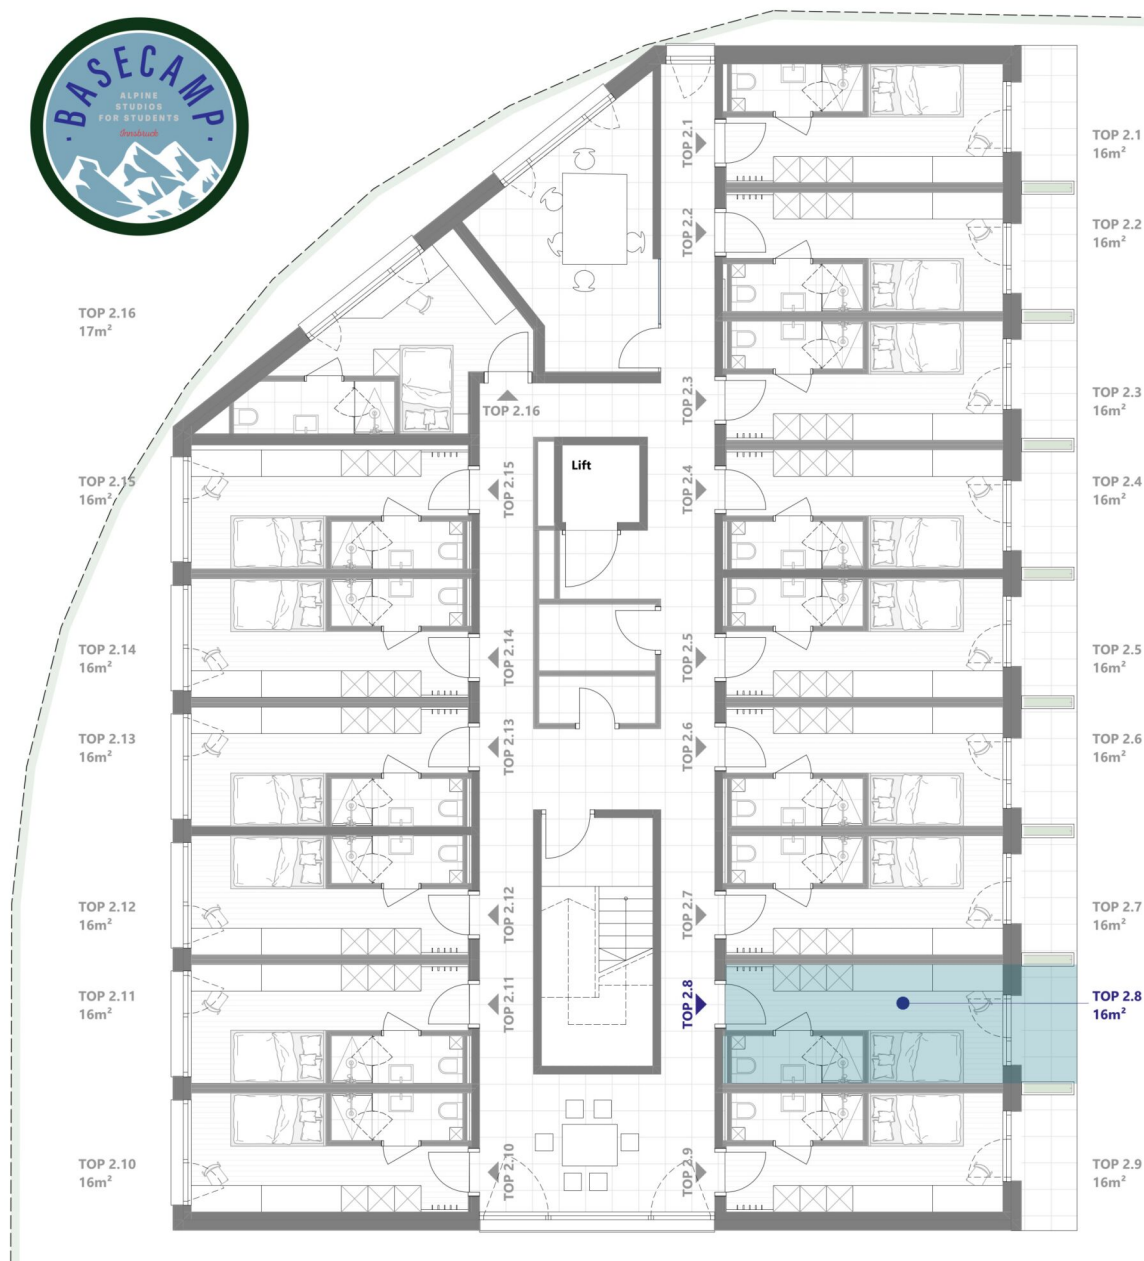 BASECAMP
ALPINE
STUDIOS
FOR STUDENTS
Innsbruck
TOP 2.1
TOP 2.1
16m²
TOP 2.2
TOP 2.2
16m²
TOP 2.16
17m²
TOP 2.16
TOP 2.3
TOP 2.3
16m²
Lift
TOP 2.15
16m²
TOP 2.15
TOP 2.4
TOP 2.4
16m²
TOP 2.14
16m²
TOP 2.14
TOP 2.5
TOP 2.5
16m²
TOP 2.13
16m²
TOP 2.13
TOP 2.6
TOP 2.6
16m²
TOP 2.12
16m²
TOP 2.12
TOP 2.7
TOP 2.7
16m²
TOP 2.11
16m²
TOP 2.11
TOP 2.8
TOP 2.8
16m²
TOP 2.10
16m²
TOP 2.10
TOP 2.9
TOP 2.9
16m²